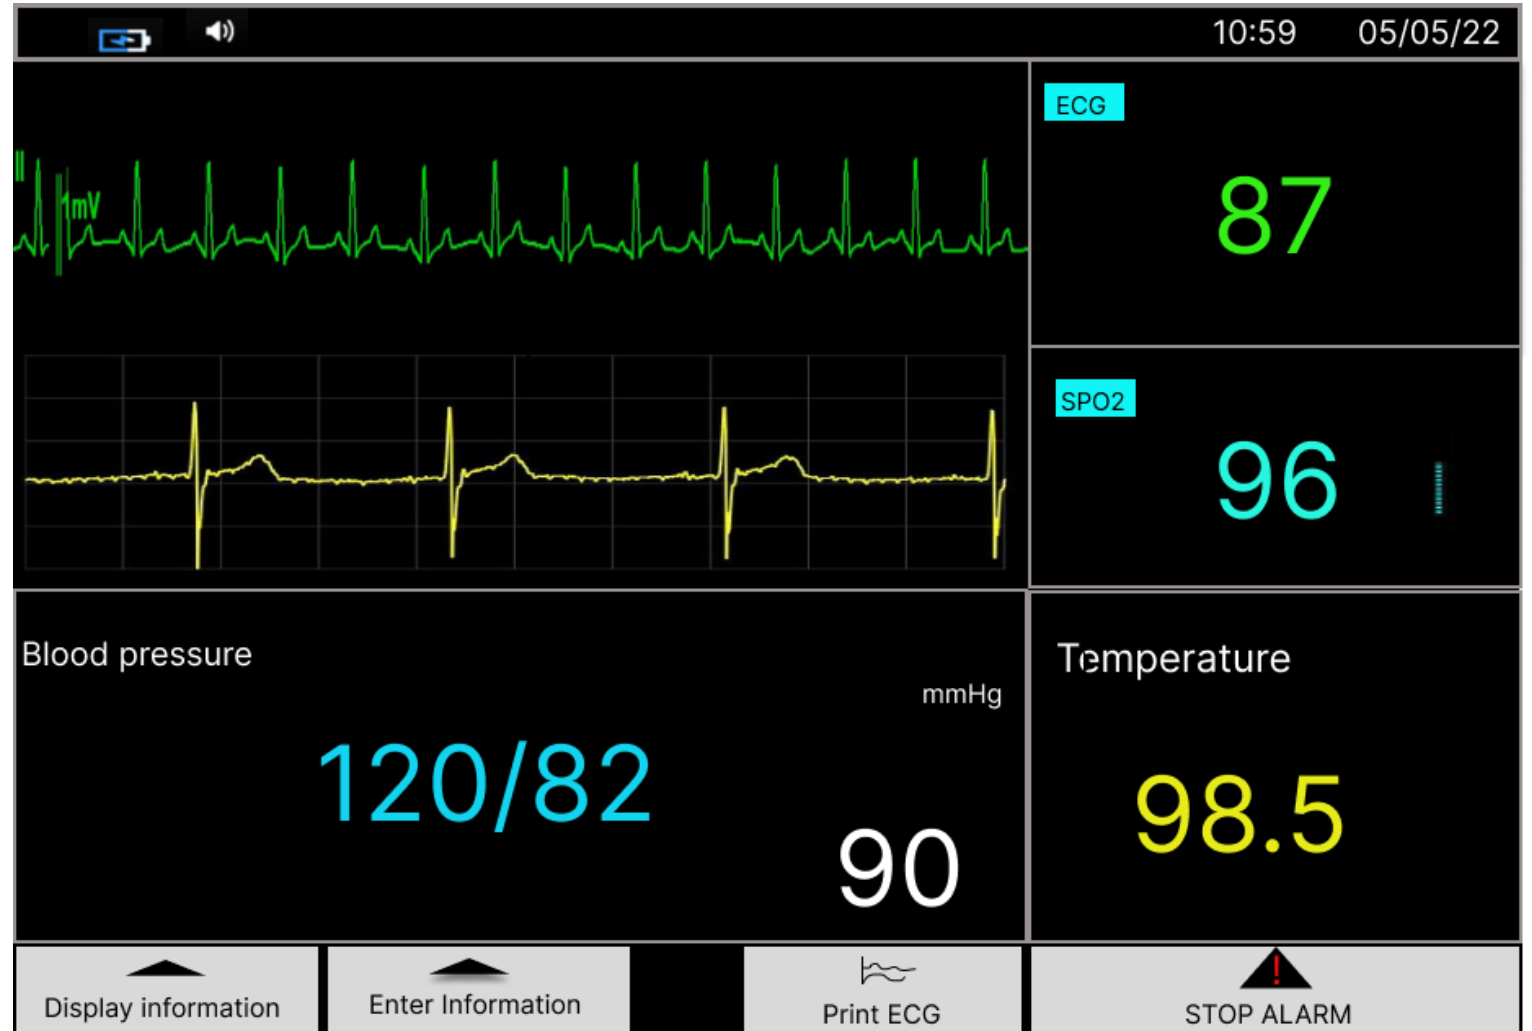 10:59 05/05/22
ECG
87
II
1mV
SPO2
96
Blood pressure
mmHg
120/82
90
Temperature
98.5
Display information
Enter Information
Print ECG
!
STOP ALARM